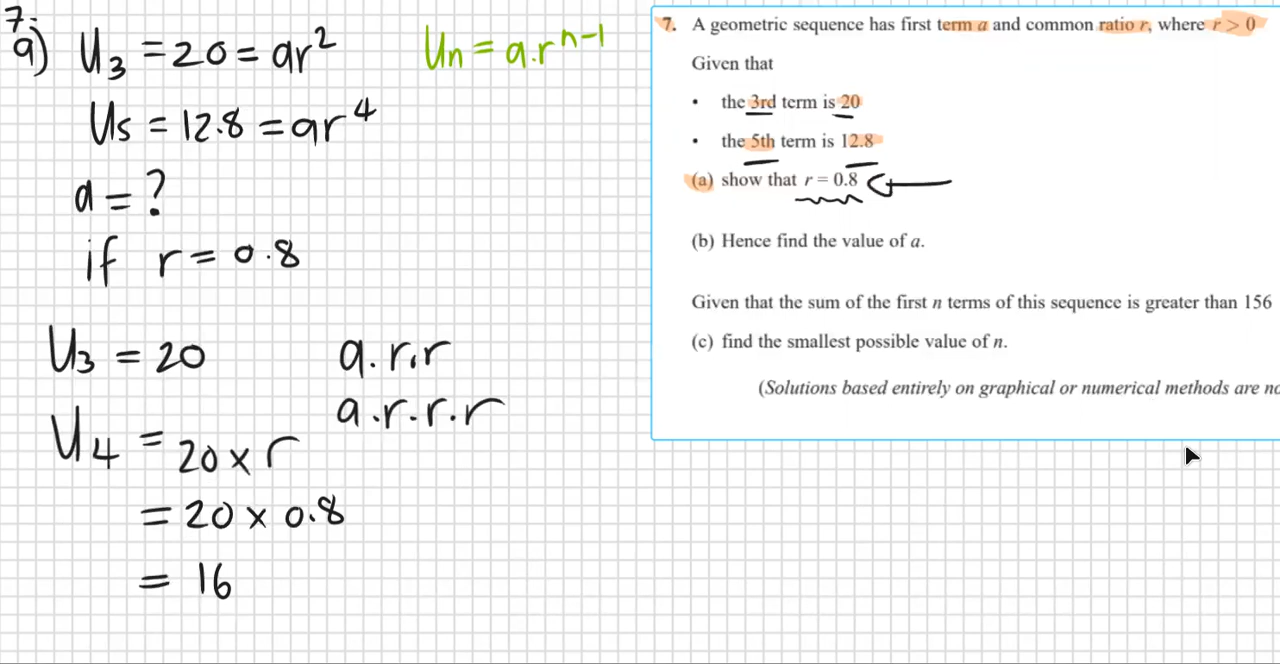 7.
a) U3 = 20 = ar²
Un = a.r^n-1
U5 = 12.8 = ar⁴
a = ?
if r = 0.8
U3 = 20
a.r.r
a.r.r.r
U4 = 20 x r
= 20 x 0.8
= 16
7. A geometric sequence has first term a and common ratio r, where r > 0
Given that
• the 3rd term is 20
• the 5th term is 12.8
(a) show that r = 0.8
(b) Hence find the value of a.
Given that the sum of the first n terms of this sequence is greater than 156
(c) find the smallest possible value of n.
(Solutions based entirely on graphical or numerical methods are